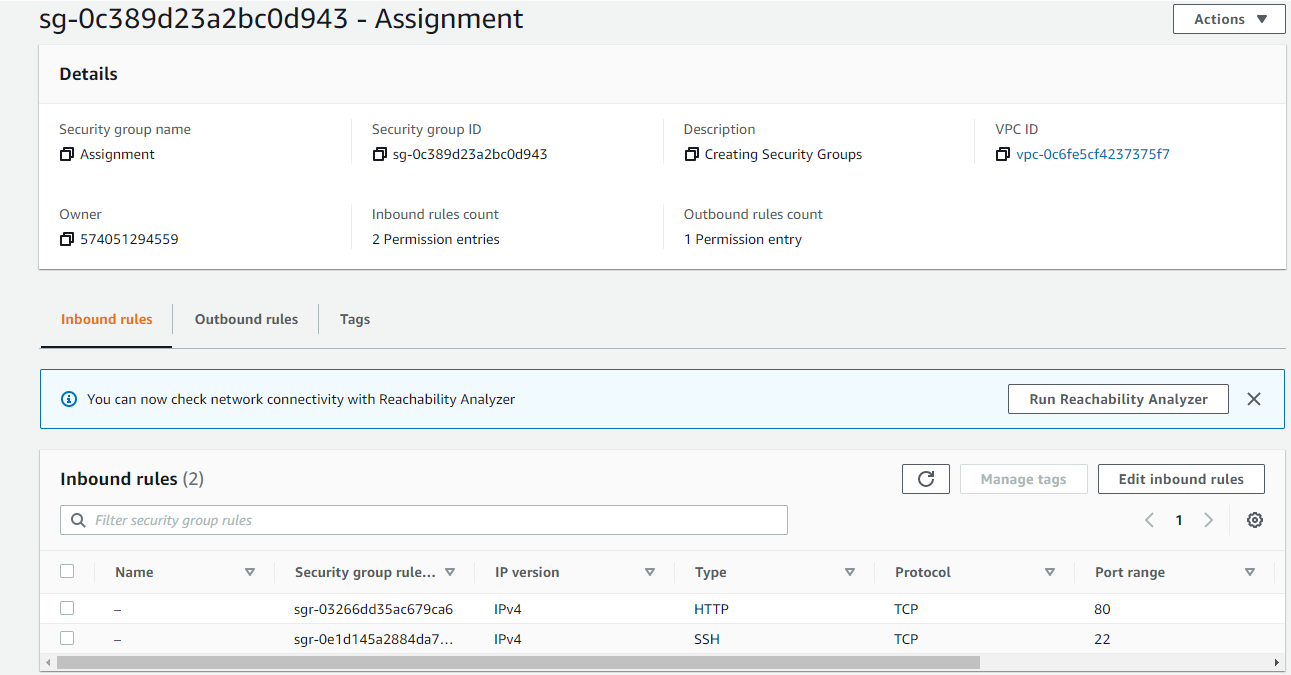 sg-0c389d23a2bc0d943 - Assignment
Actions
Details
Security group name
Assignment
Security group ID
sg-0c389d23a2bc0d943
Description
Creating Security Groups
VPC ID
vpc-0c6fe5cf4237375f7
Owner
574051294559
Inbound rules count
2 Permission entries
Outbound rules count
1 Permission entry
Inbound rules
Outbound rules
Tags
You can now check network connectivity with Reachability Analyzer
Run Reachability Analyzer
Inbound rules (2)
Manage tags
Edit inbound rules
Filter security group rules
1
Name Security group rule... IP version Type Protocol Port range
– sgr-03266dd35ac679ca6 IPv4 HTTP TCP 80
– sgr-0e1d145a2884da7... IPv4 SSH TCP 22